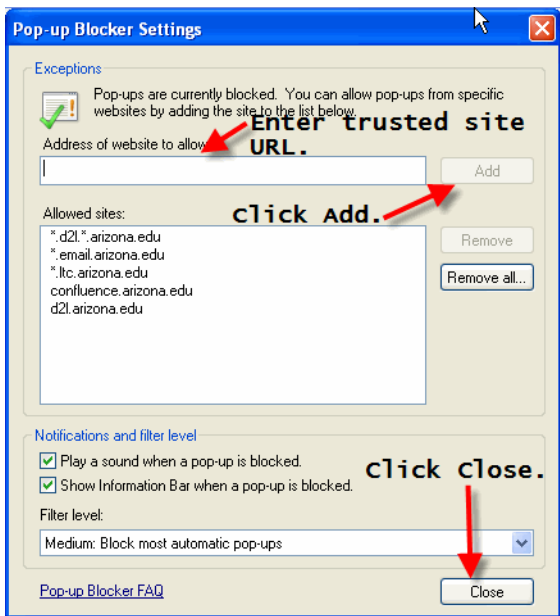 Pop-up Blocker Settings
Exceptions
Pop-ups are currently blocked. You can allow pop-ups from specific
websites by adding the site to the list below.
Enter trusted site
URL.
Address of website to allow
Add
Click Add.
Allowed sites:
*.d2l.*.arizona.edu
*.email.arizona.edu
*.ltc.arizona.edu
confluence.arizona.edu
d2l.arizona.edu
Remove
Remove all...
Notifications and filter level
Play a sound when a pop-up is blocked.
Show Information Bar when a pop-up is blocked.
Click Close.
Filter level:
Medium: Block most automatic pop-ups
Pop-up Blocker FAQ
Close